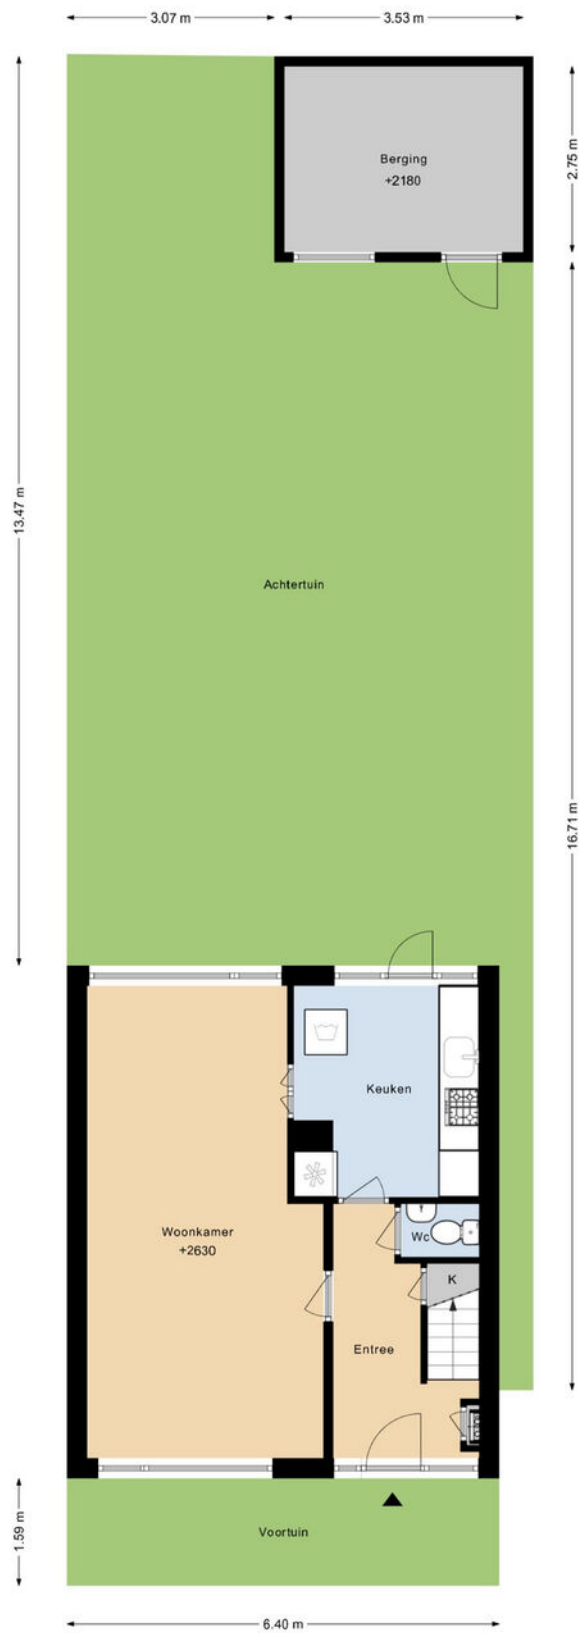 3.07 m
3.53 m
2.75 m
Berging
+2180
13.47 m
Achtertuin
16.71 m
Keuken
Woonkamer
+2630
Wc
K
Entree
Voortuin
1.59 m
6.40 m